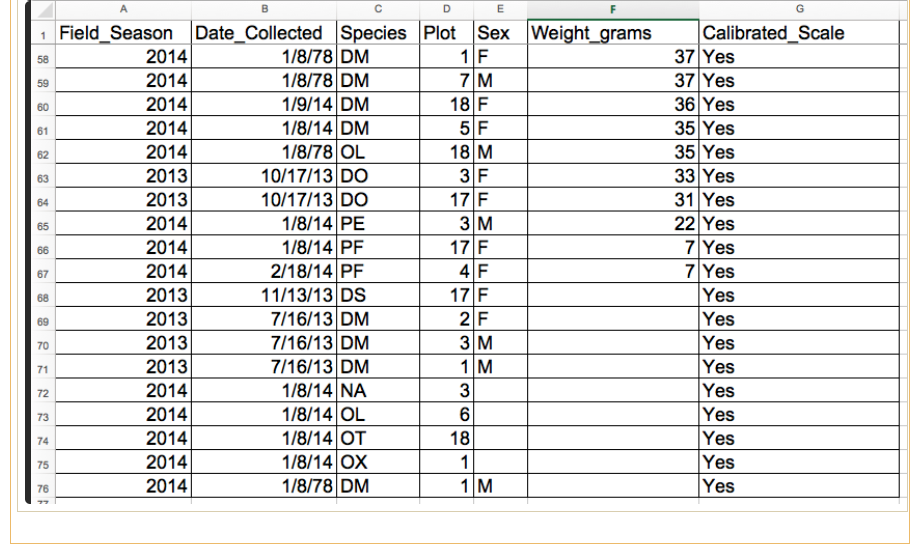 A B C D E F G
1 Field_Season Date_Collected Species Plot Sex Weight_grams Calibrated_Scale
58 2014 1/8/78 DM 1 F 37 Yes
59 2014 1/8/78 DM 7 M 37 Yes
60 2014 1/9/14 DM 18 F 36 Yes
61 2014 1/8/14 DM 5 F 35 Yes
62 2014 1/8/78 OL 18 M 35 Yes
63 2013 10/17/13 DO 3 F 33 Yes
64 2013 10/17/13 DO 17 F 31 Yes
65 2014 1/8/14 PE 3 M 22 Yes
66 2014 1/8/14 PF 17 F 7 Yes
67 2014 2/18/14 PF 4 F 7 Yes
68 2013 11/13/13 DS 17 F Yes
69 2013 7/16/13 DM 2 F Yes
70 2013 7/16/13 DM 3 M Yes
71 2013 7/16/13 DM 1 M Yes
72 2014 1/8/14 NA 3 Yes
73 2014 1/8/14 OL 6 Yes
74 2014 1/8/14 OT 18 Yes
75 2014 1/8/14 OX 1 Yes
76 2014 1/8/78 DM 1 M Yes